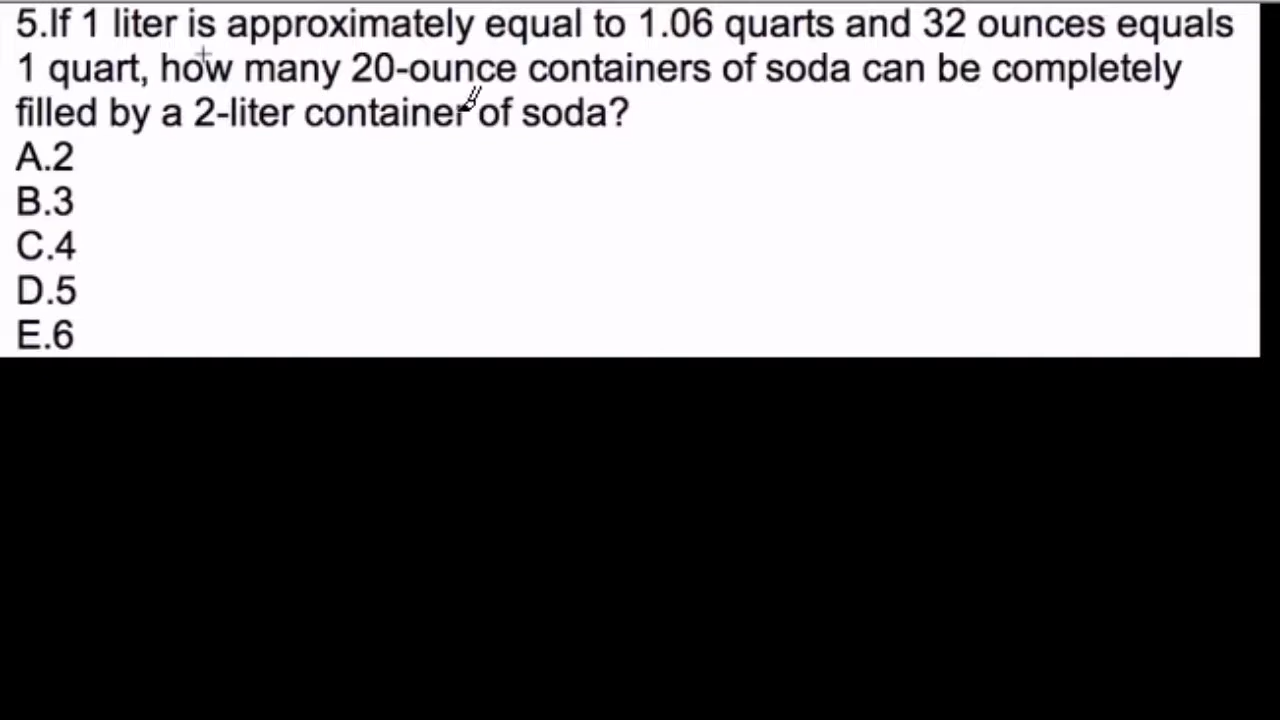 5.If 1 liter is approximately equal to 1.06 quarts and 32 ounces equals
1 quart, how many 20-ounce containers of soda can be completely
filled by a 2-liter container of soda?
A.2
B.3
C.4
D.5
E.6